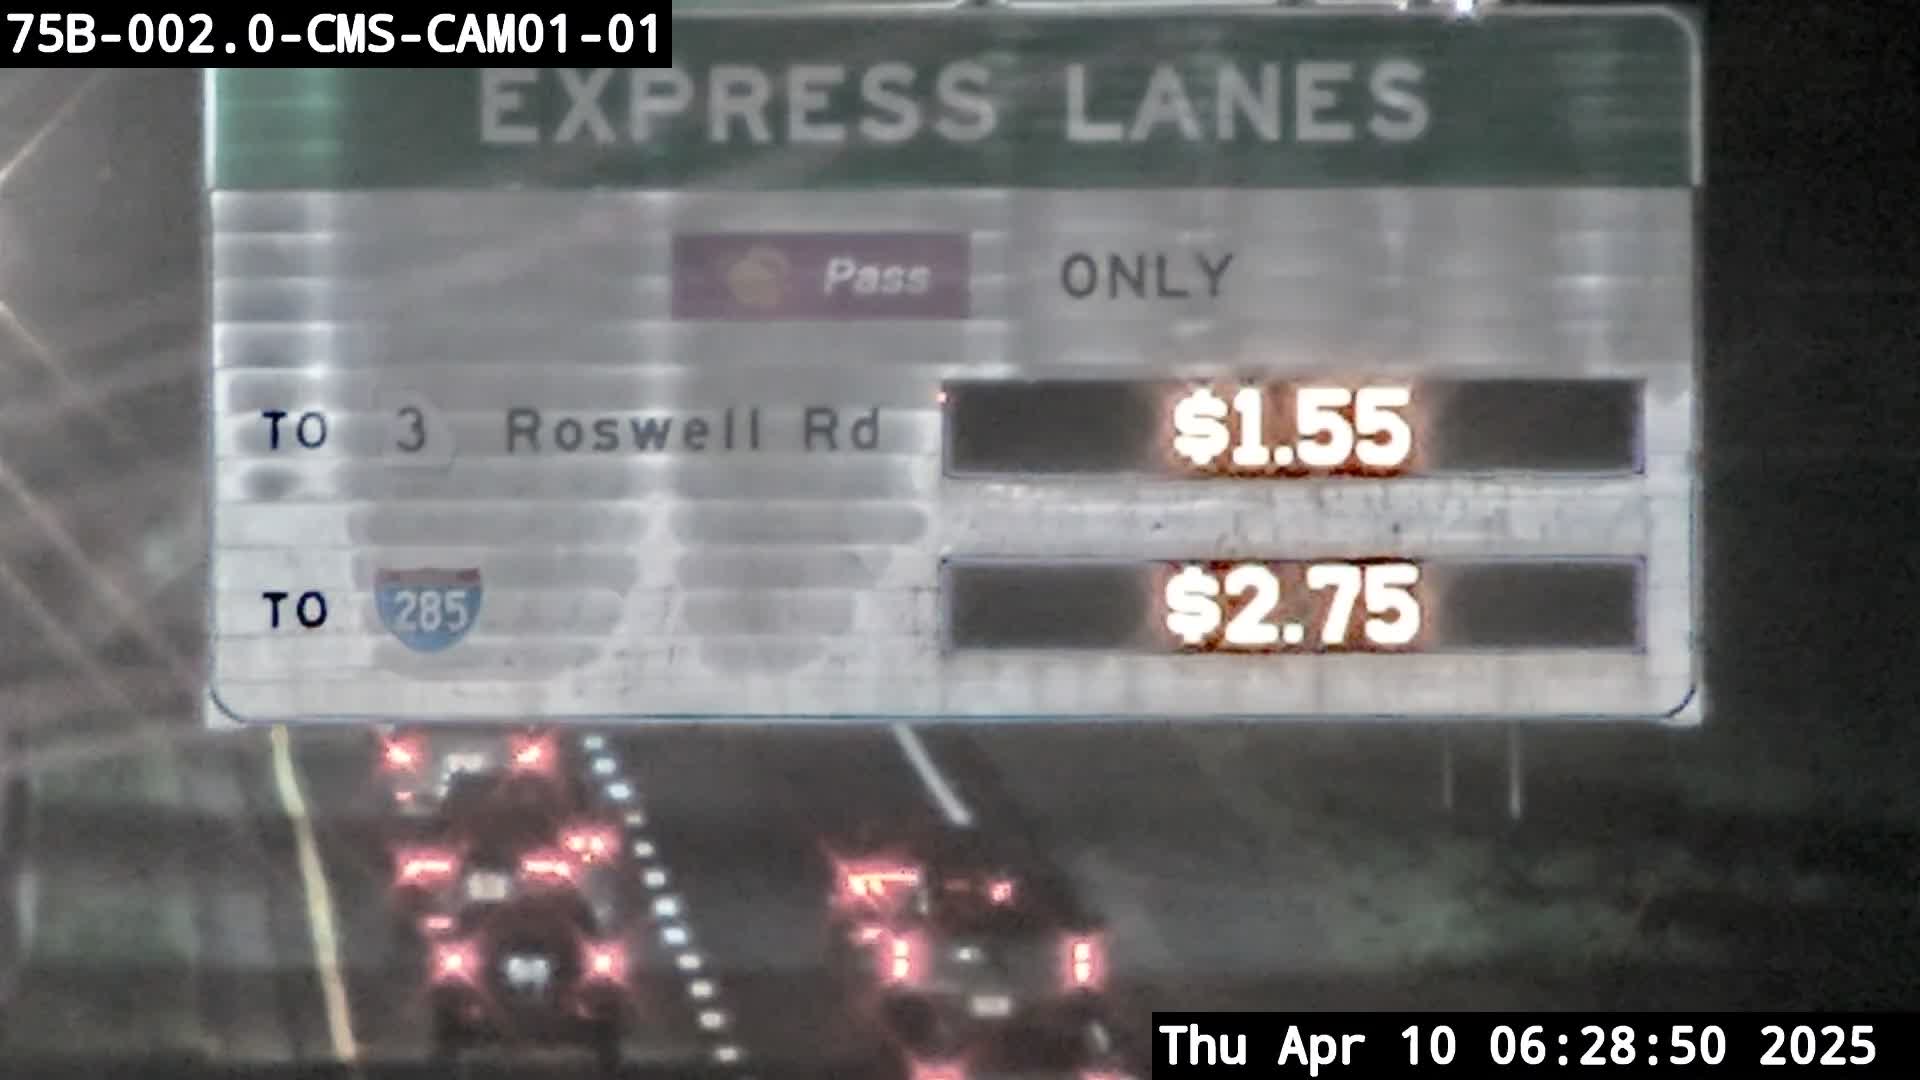 75B-002.0-CMS-CAM01-01
EXPRESS LANES
Pass ONLY
TO 3 Roswell Rd $1.55
TO 285 $2.75
Thu Apr 10 06:28:50 2025